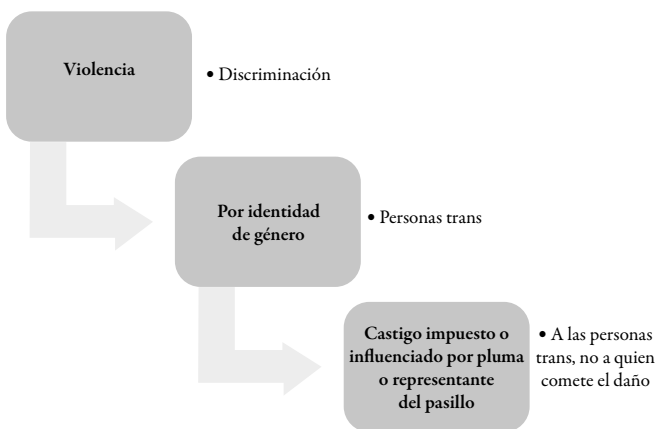 Violencia
• Discriminación
Por identidad
de género
• Personas trans
Castigo impuesto o
influenciado por pluma
o representante
del pasillo
• A las personas
trans, no a quien
comete el daño